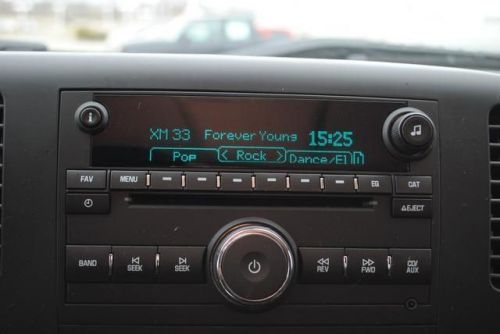 XM 33 Forever Young 15:25
Pop < Rock > Dance/El
FAV MENU EQ CAT
EJECT
BAND SEEK SEEK REV FWD CD/AUX